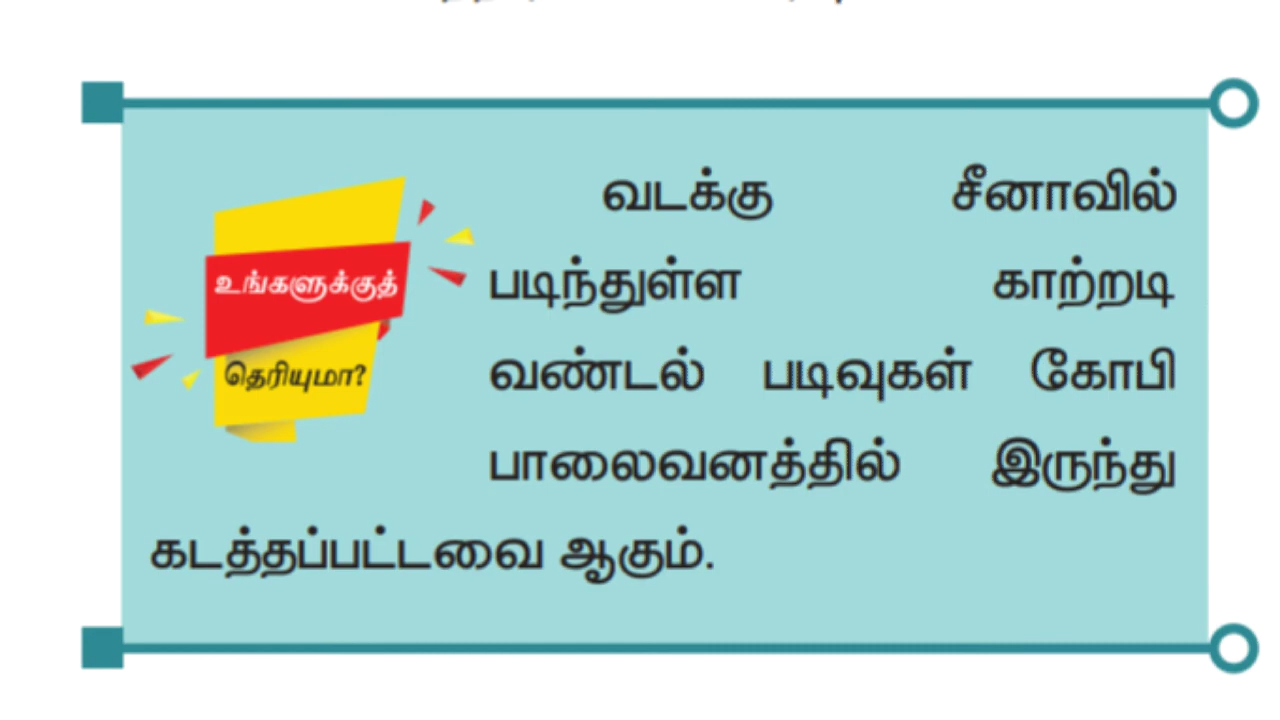 உங்களுக்குத்
தெரியுமா?
வடக்கு சீனாவில்
படிந்துள்ள காற்றடி
வண்டல் படிவுகள் கோபி
பாலைவனத்தில் இருந்து
கடத்தப்பட்டவை ஆகும்.